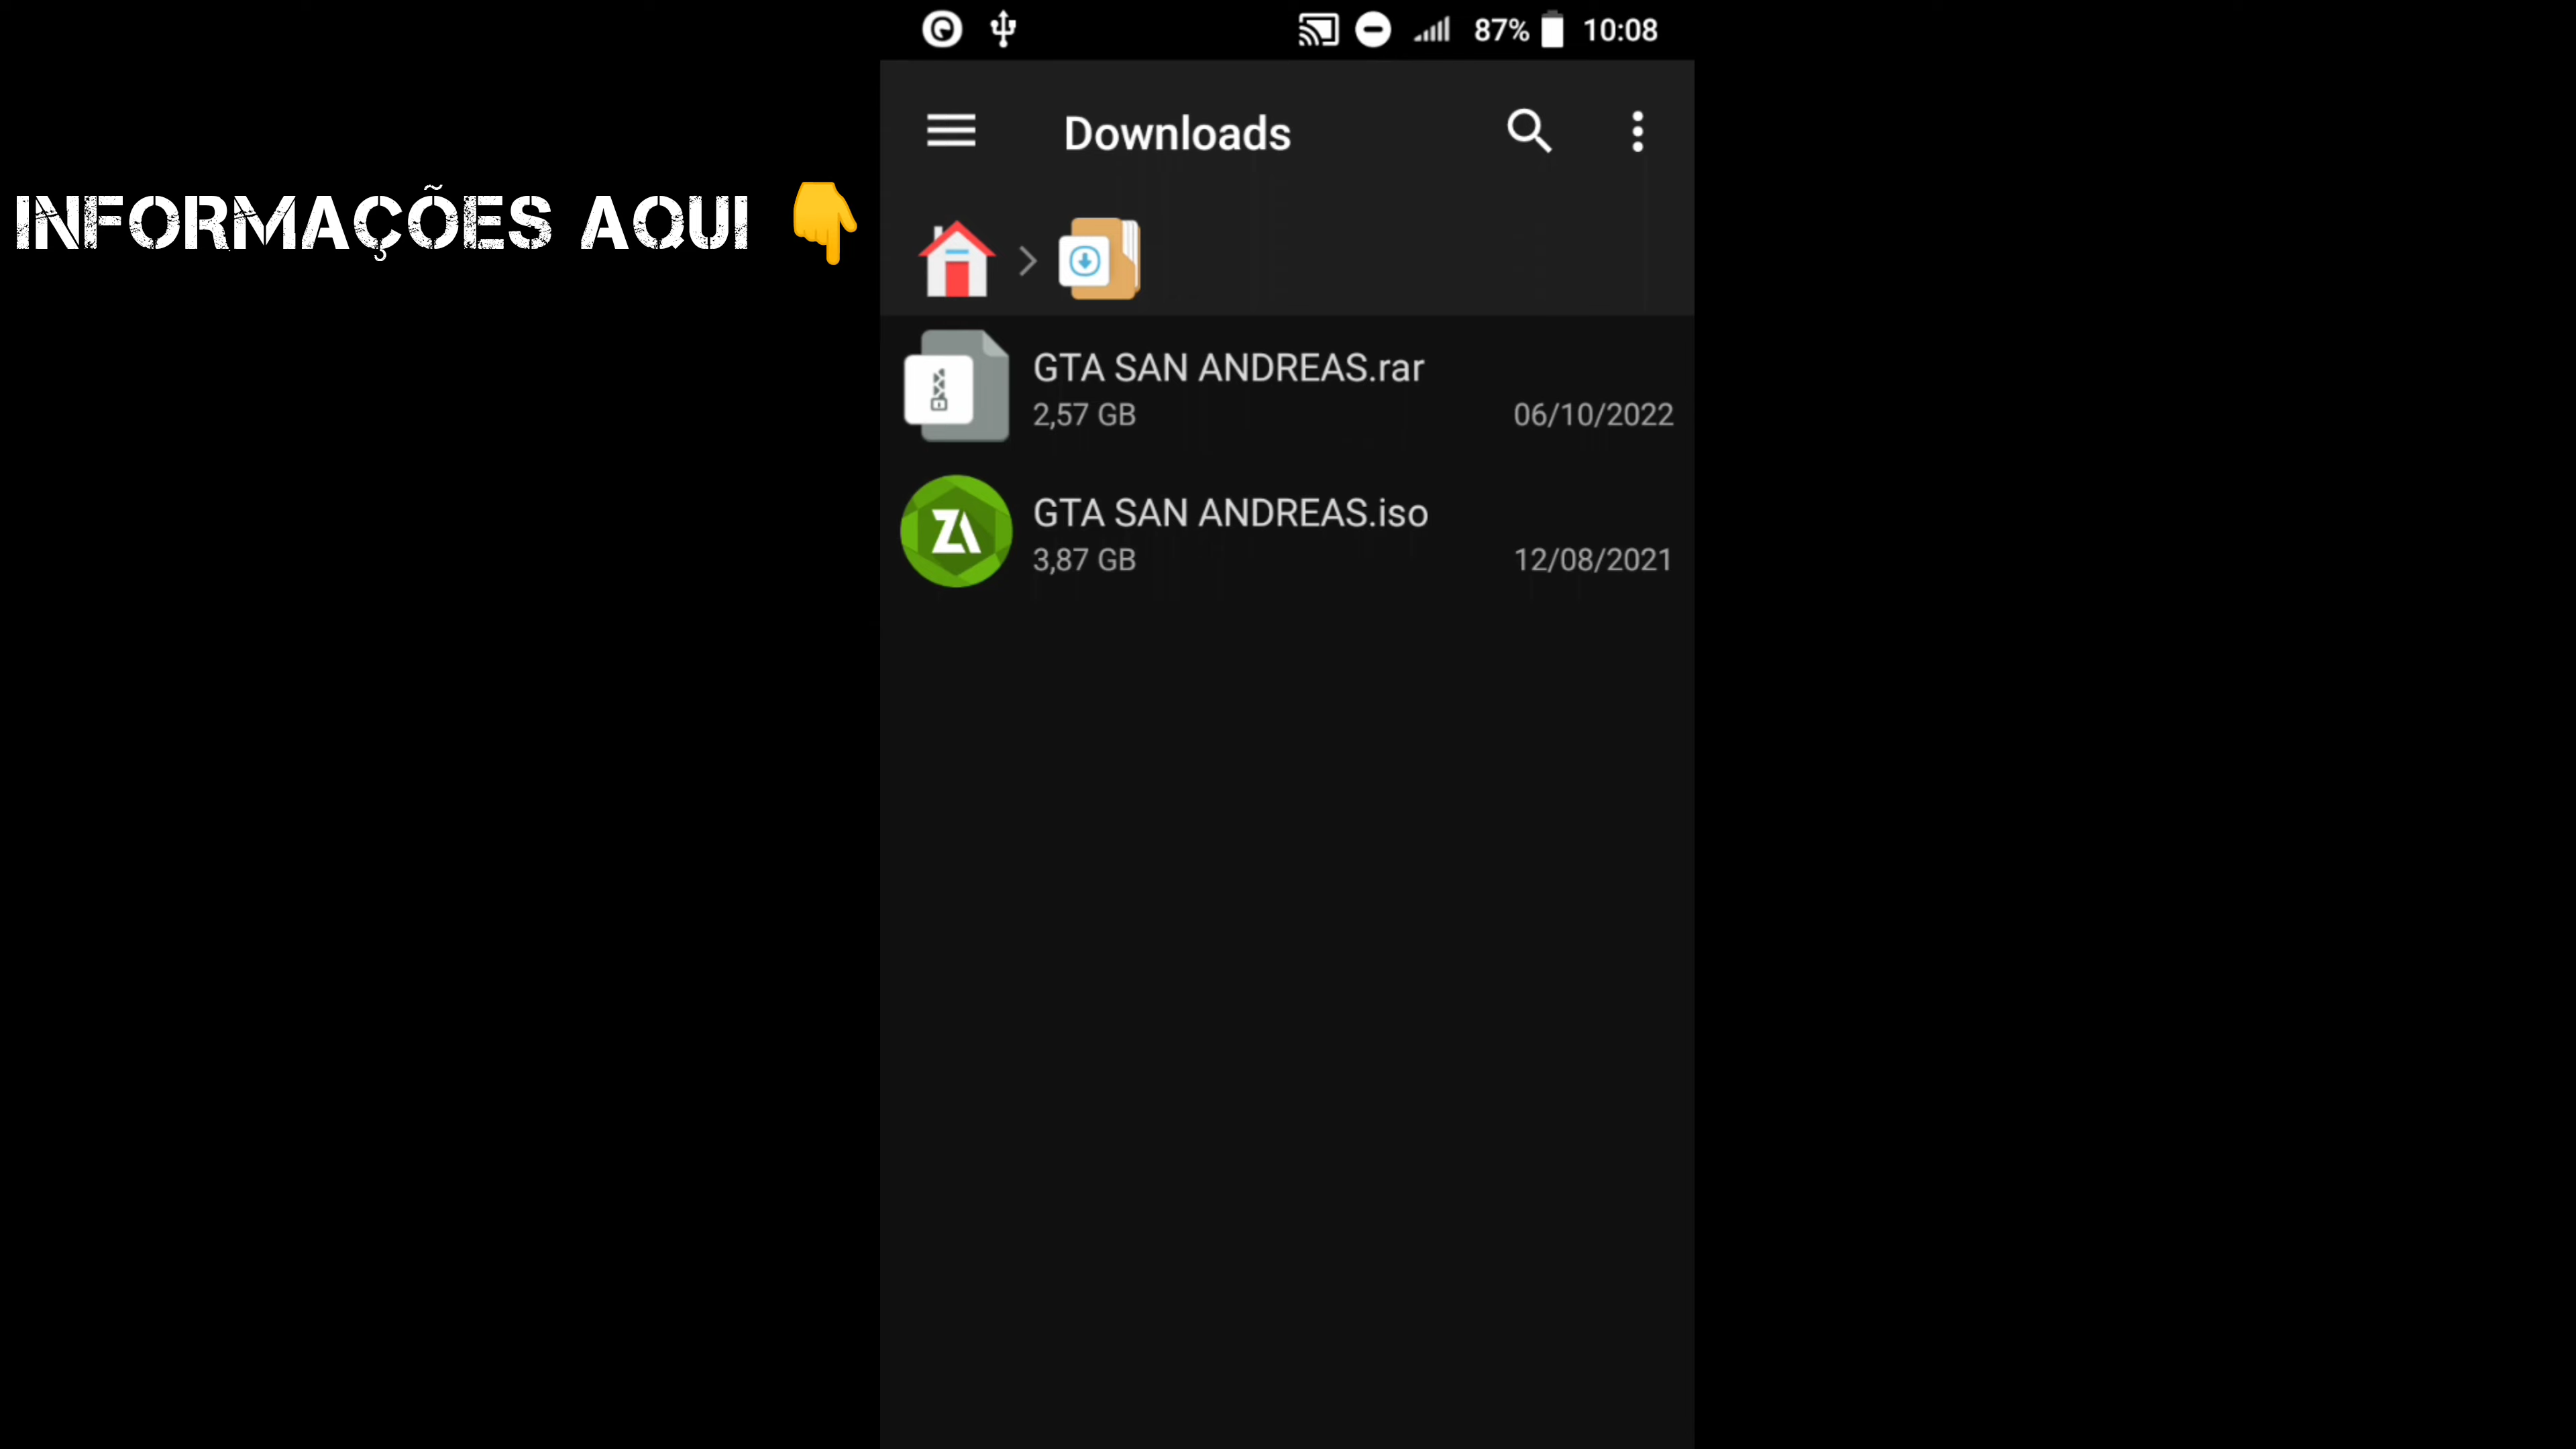 87% 10:08
Downloads
INFORMAÇÕES AQUI 👇
GTA SAN ANDREAS.rar
2,57 GB 06/10/2022
ZA
GTA SAN ANDREAS.iso
3,87 GB 12/08/2021